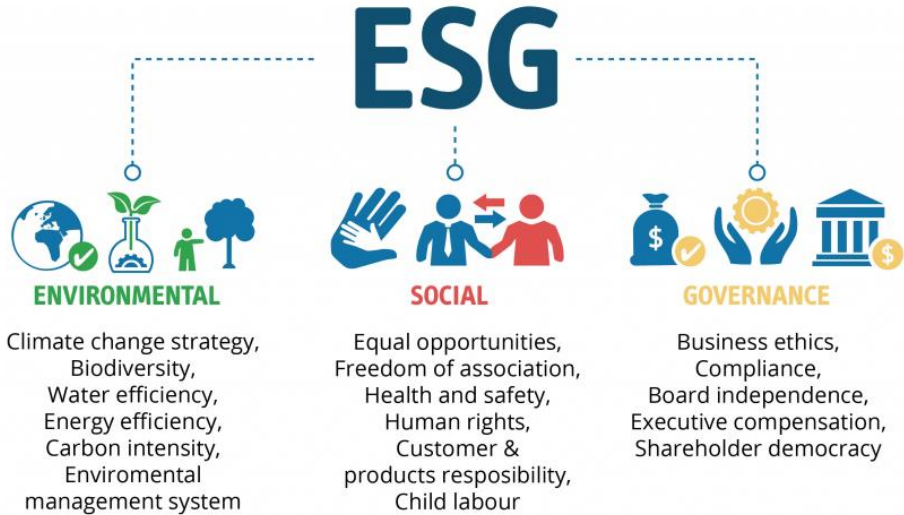 ESG
ENVIRONMENTAL
Climate change strategy,
Biodiversity,
Water efficiency,
Energy efficiency,
Carbon intensity,
Enviromental
management system
SOCIAL
Equal opportunities,
Freedom of association,
Health and safety,
Human rights,
Customer &
products resposibility,
Child labour
$
$
GOVERNANCE
Business ethics,
Compliance,
Board independence,
Executive compensation,
Shareholder democracy